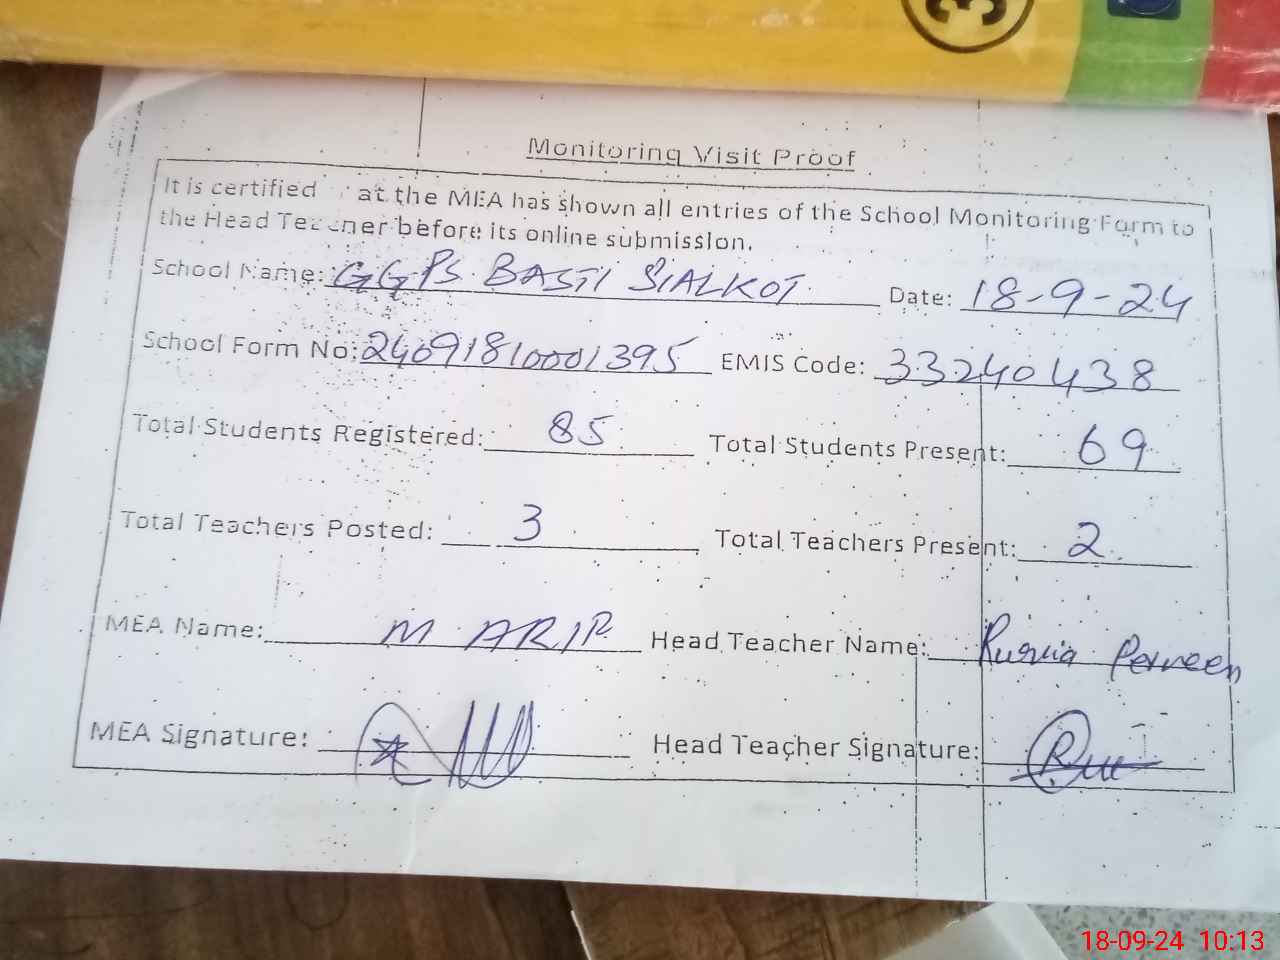 3
Monitoring Visit Proof
It is certified at the MEA has shown all entries of the School Monitoring Form to
the Head Teacher before its online submission.
School Name: GGPS BASTI SIALKOT Date: 18-9-24
School Form No: 24091810001395 EMIS Code: 33240438
Total Students Registered: 85 Total Students Present: 69
Total Teachers Posted: 3 Total Teachers Present: 2
MEA Name: M ARIF Head Teacher Name: Perveen
MEA Signature: Head Teacher Signature:
18-09-24 10:13